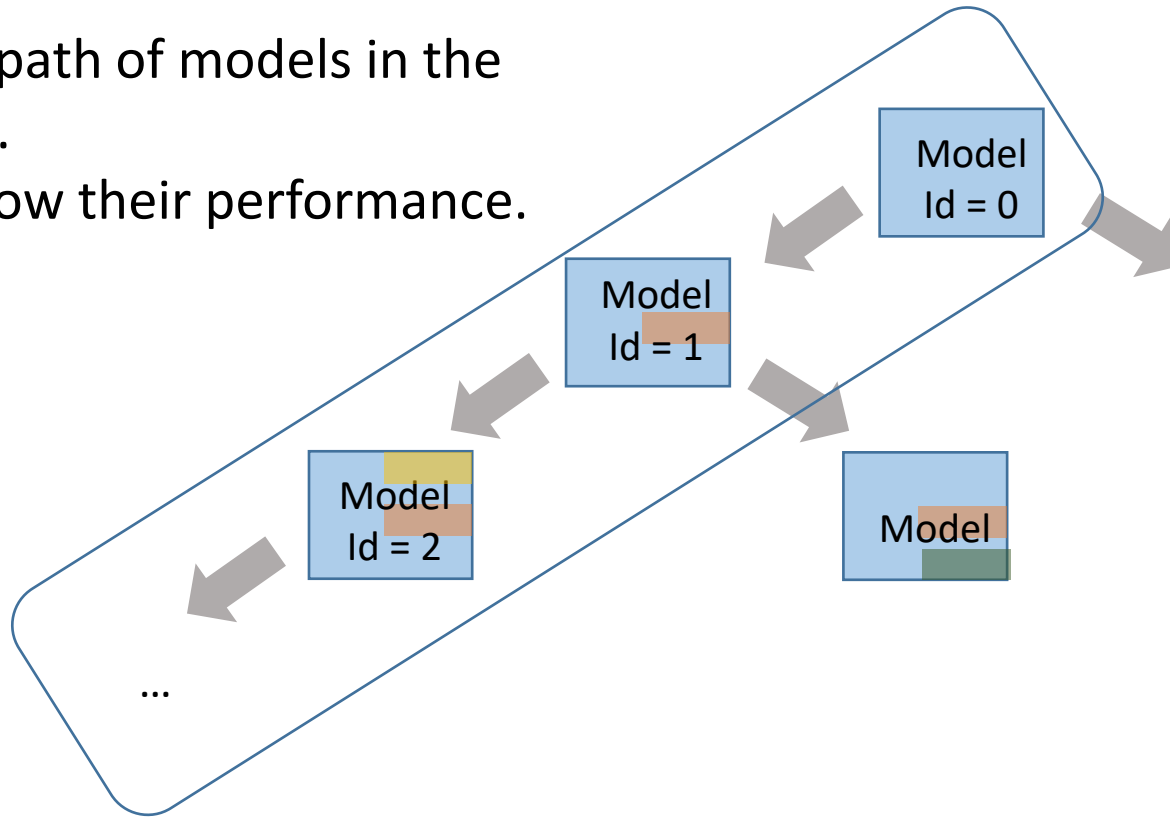 path of models in the
.
ow their performance.
Model
Id = 0
Model
Id = 1
Model
Id = 2
Model
...